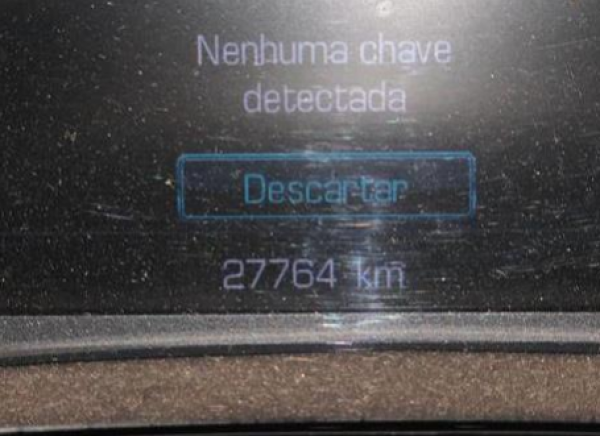 Nenhuma chave
detectada
Descartar
27764 km